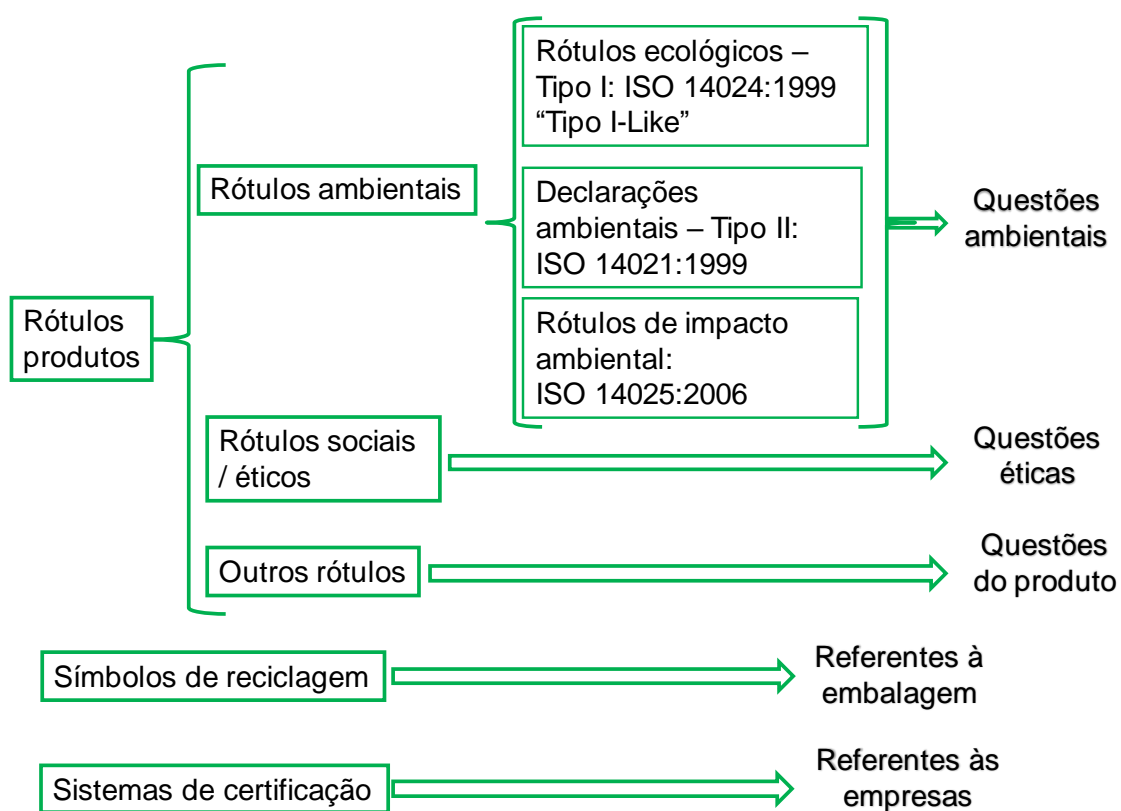 Rótulos ecológicos –
Tipo I: ISO 14024:1999
“Tipo I-Like”
Rótulos ambientais
Declarações
ambientais – Tipo II:
ISO 14021:1999
Questões
ambientais
Rótulos
produtos
Rótulos de impacto
ambiental:
ISO 14025:2006
Rótulos sociais
/ éticos
Questões
éticas
Outros rótulos
Questões
do produto
Símbolos de reciclagem
Referentes à
embalagem
Sistemas de certificação
Referentes às
empresas